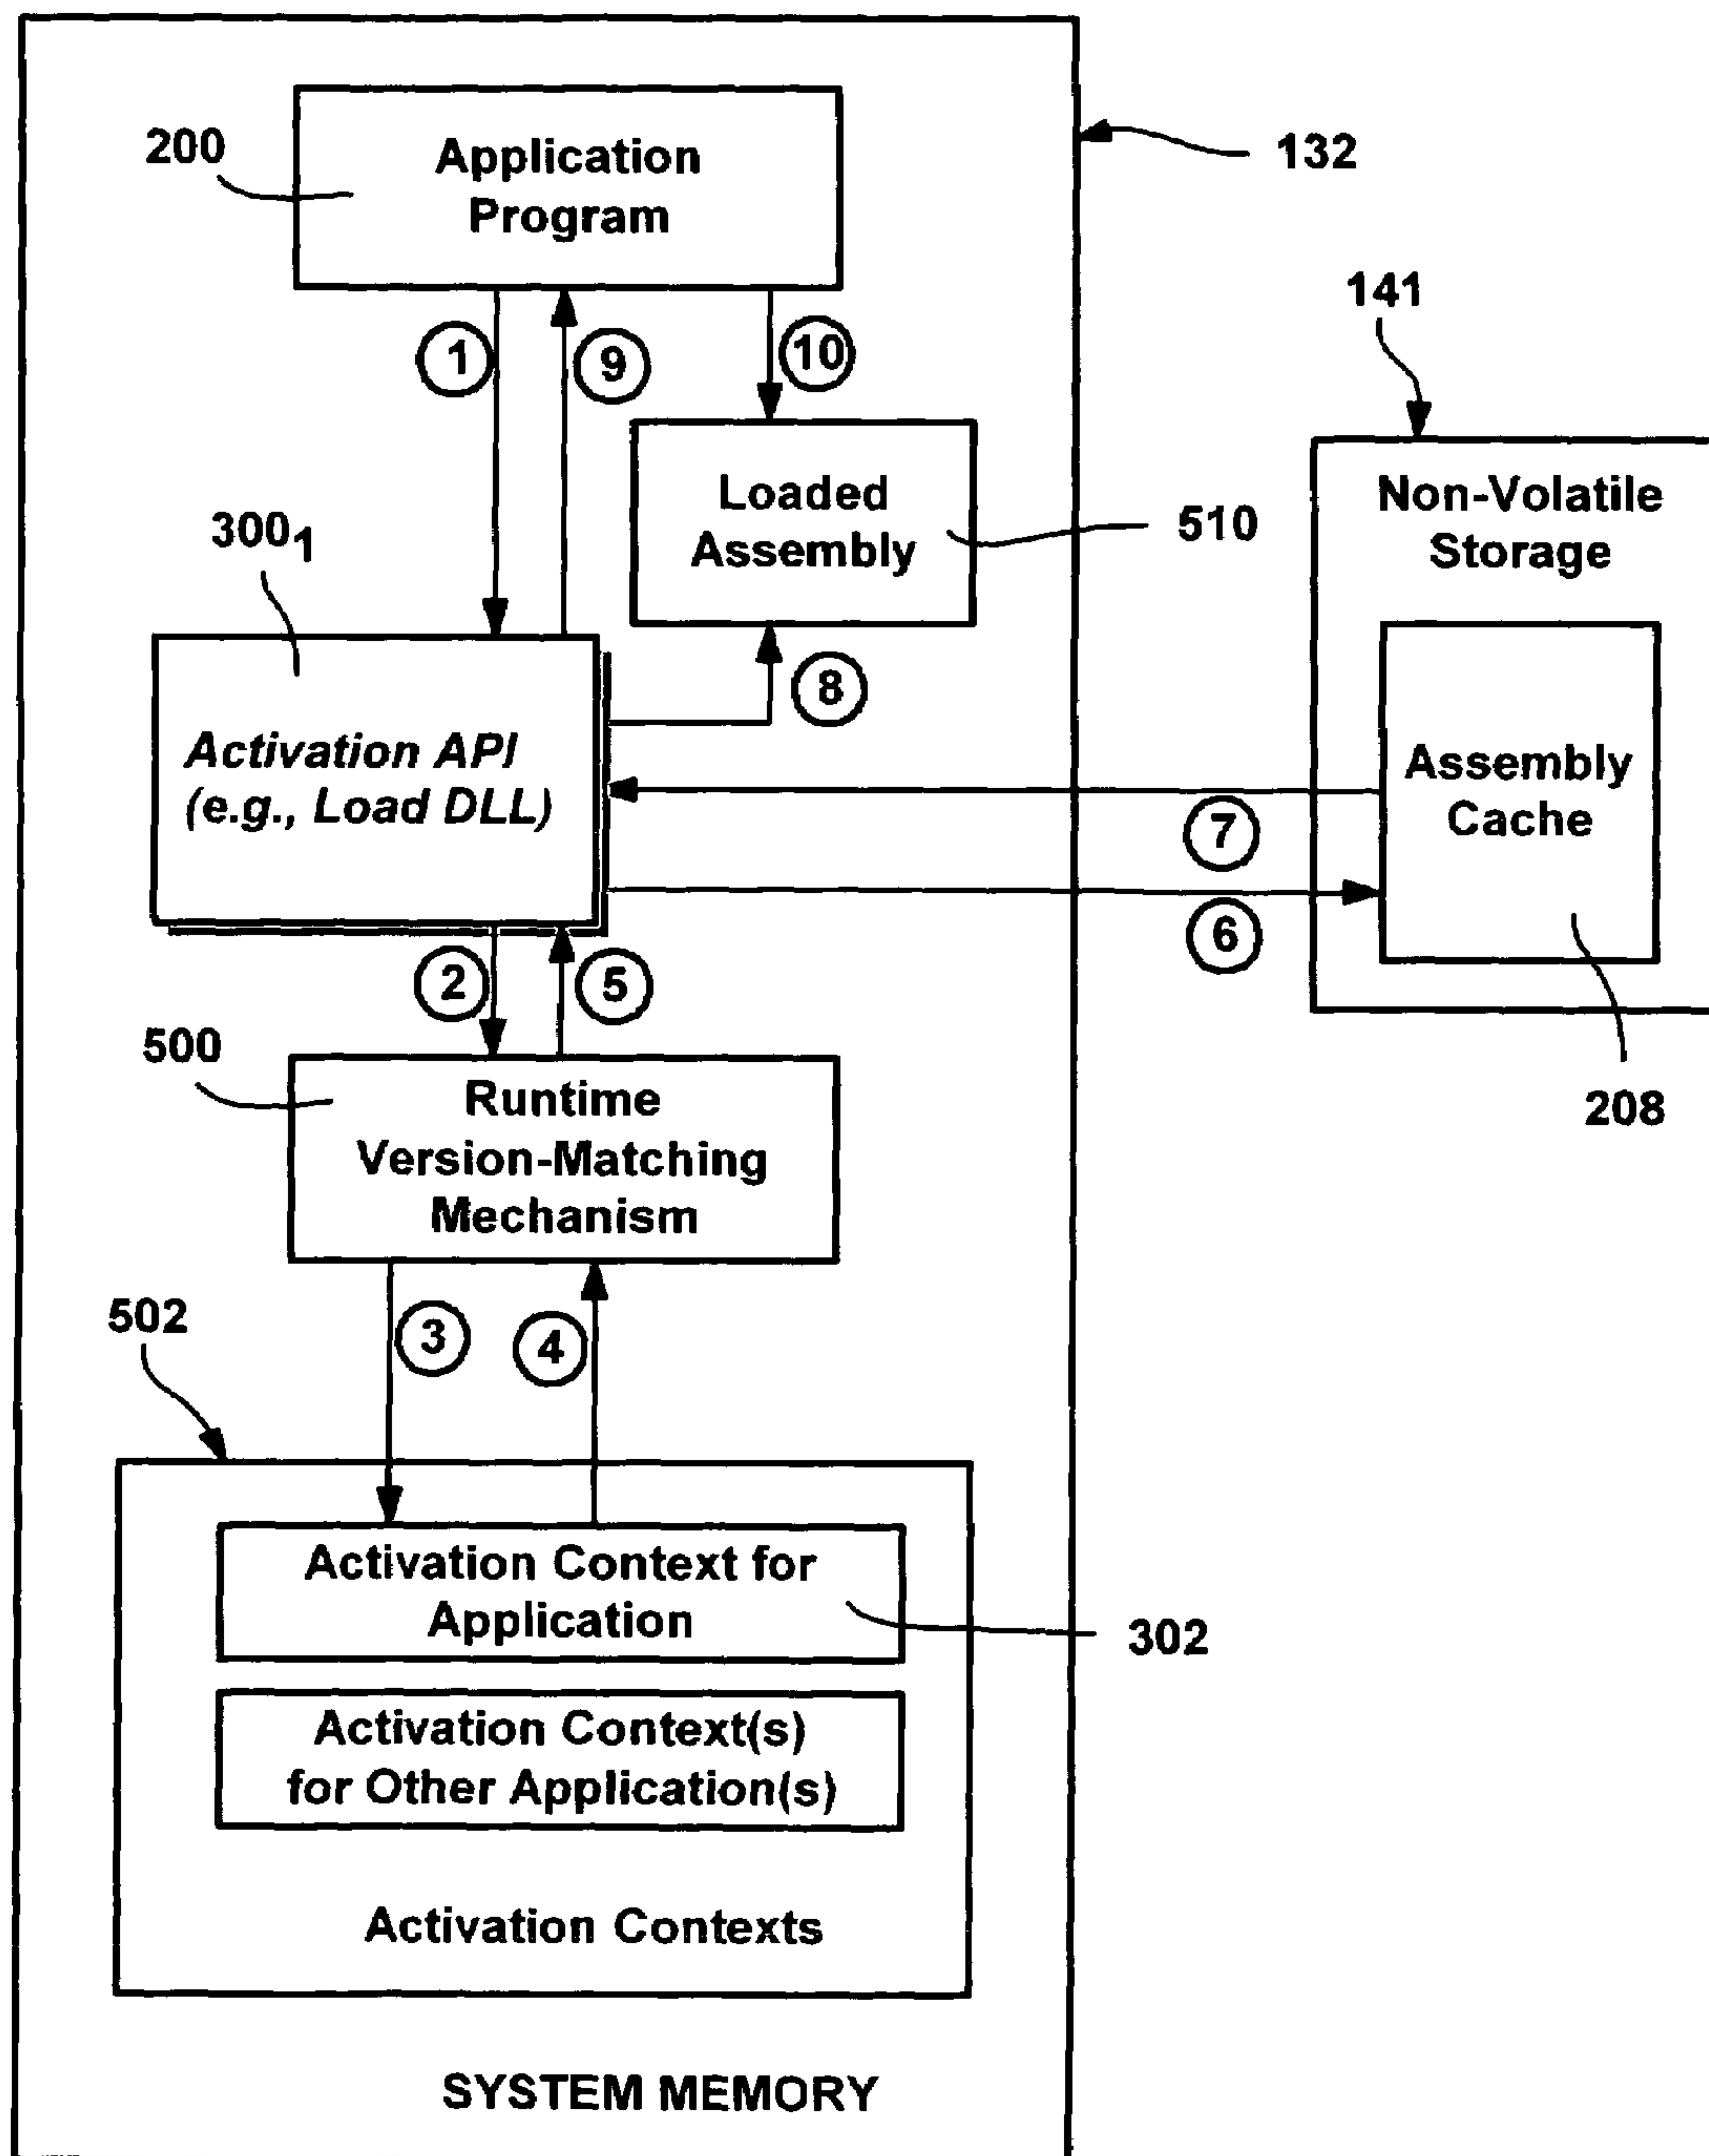 200
Application
Program
132
1
9
10
141
300₁
Loaded
Assembly
510
Non-Volatile
Storage
8
Activation API
(e.g., Load DLL)
Assembly
Cache
7
6
2
5
500
208
Runtime
Version-Matching
Mechanism
502
3
4
Activation Context for
Application
302
Activation Context(s)
for Other Application(s)
Activation Contexts
SYSTEM MEMORY